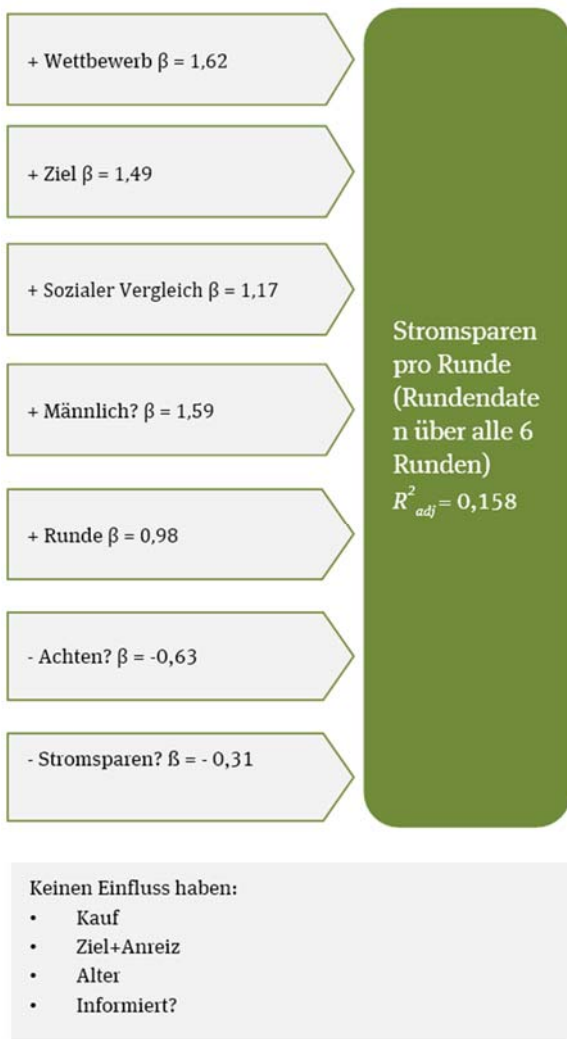 + Wettbewerb β = 1,62
+ Ziel β = 1,49
+ Sozialer Vergleich β = 1,17
+ Männlich? β = 1,59
+ Runde β = 0,98
- Achten? β = -0,63
- Stromsparen? ß = - 0,31
Stromsparen
pro Runde
(Rundendate
n über alle 6
Runden)
R²adj = 0,158
Keinen Einfluss haben:
• Kauf
• Ziel+Anreiz
• Alter
• Informiert?